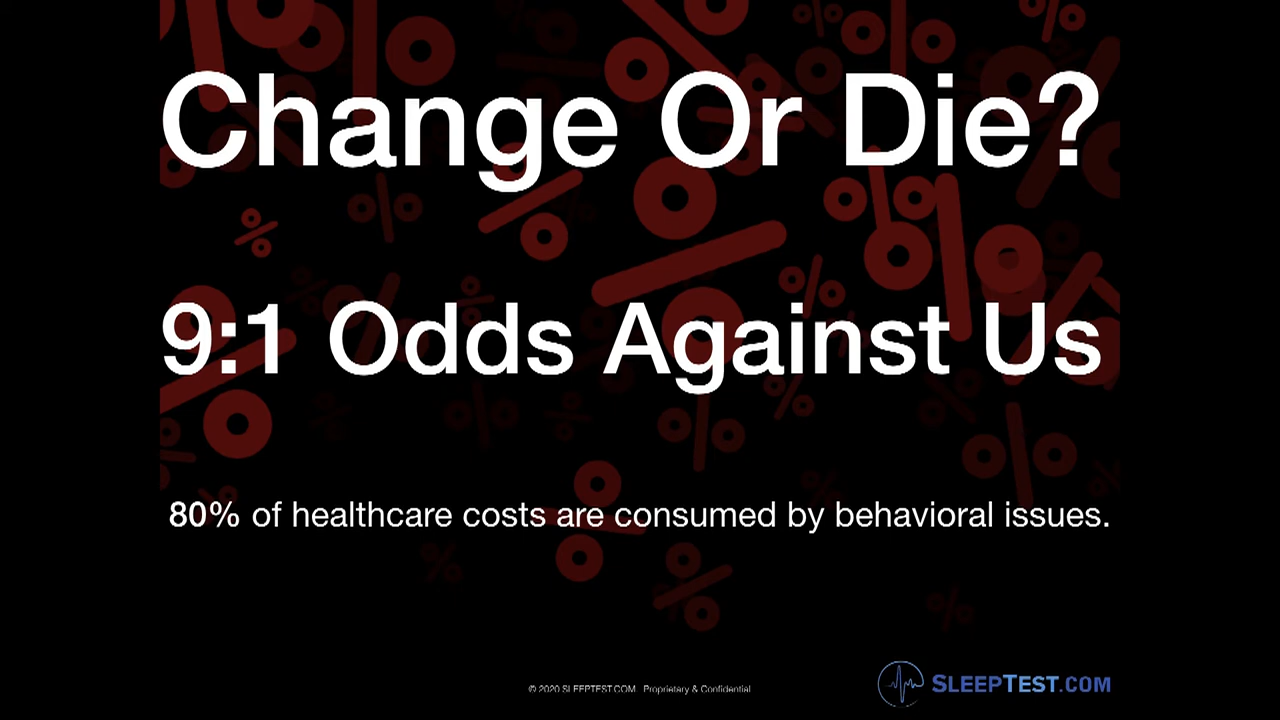 Change Or Die?
9:1 Odds Against Us
80% of healthcare costs are consumed by behavioral issues.
© 2020 SLEEPTEST.COM Proprietary & Confidential
SLEEPTEST.COM